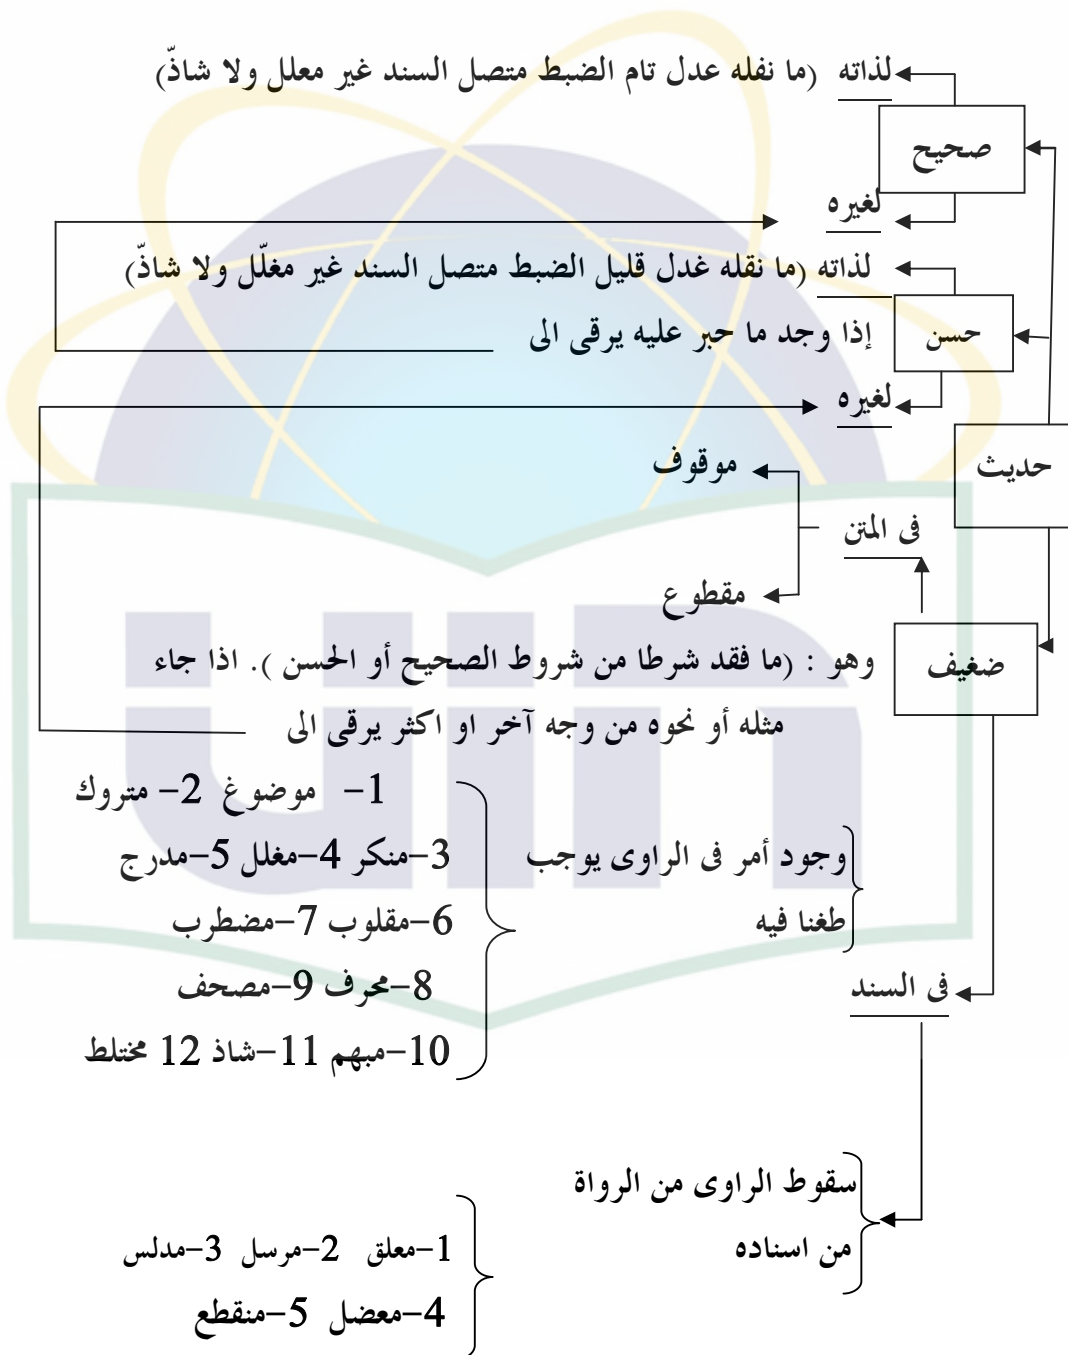 لذاته (ما نفله عدل تام الضبط متصل السند غير معلل ولا شاذّ)
صحيح
لغيره
لذاته (ما نقله غدل قليل الضبط متصل السند غير مغلّل ولا شاذّ)
حسن
إذا وجد ما حبر عليه يرقى الى
لغيره
حديث
موقوف
فى المتن
مقطوع
ضغيف
وهو : (ما فقد شرطا من شروط الصحيح أو الحسن ). اذا جاء
مثله أو نحوه من وجه آخر او اكثر يرقى الى
1- موضوغ 2- متروك
وجود أمر فى الراوى يوجب
3-منكر 4-مغلل 5-مدرج
طغنا فيه
6-مقلوب 7-مضطرب
فى السند
8-محرف 9-مصحف
10-مبهم 11-شاذ 12 مختلط
سقوط الراوى من الرواة
من اسناده
1-معلق 2-مرسل 3-مدلس
4-معضل 5-منقطع
uin